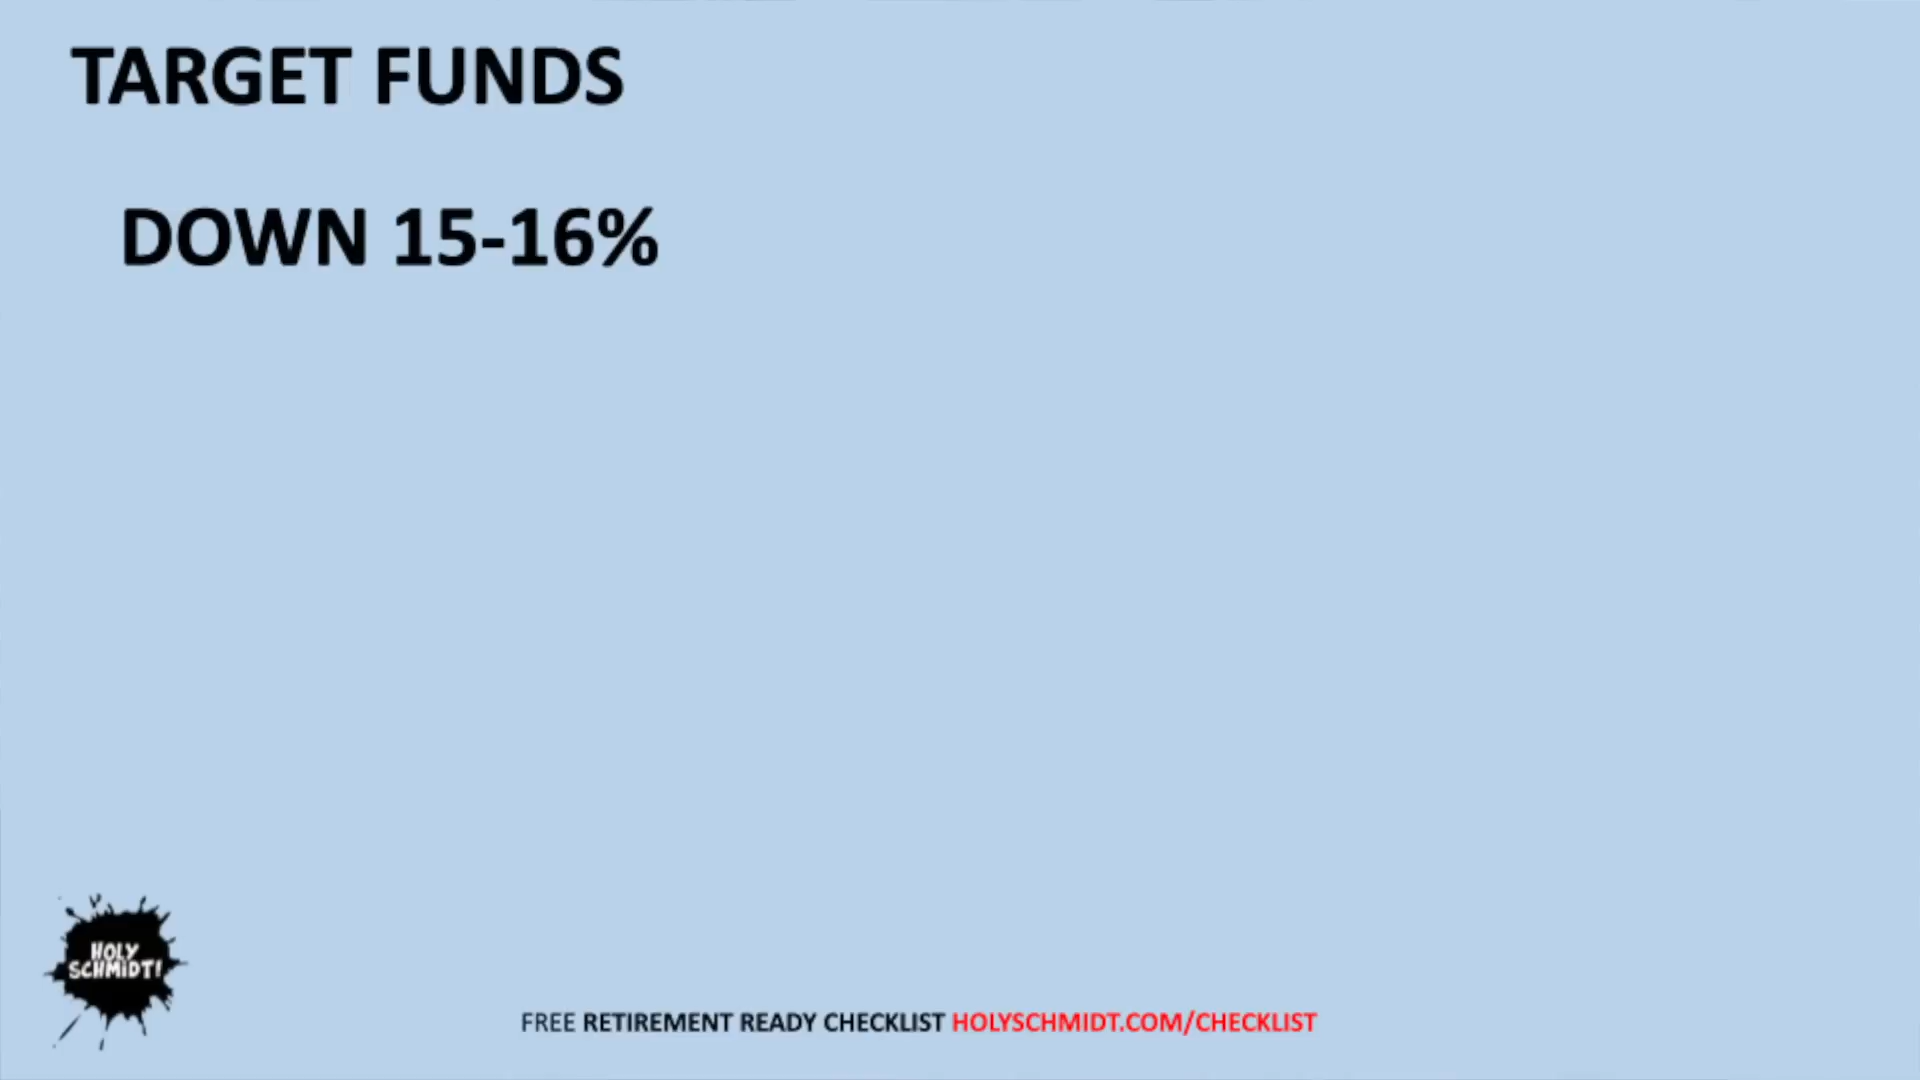 TARGET FUNDS
DOWN 15-16%
HOLY
SCHMIDT!
FREE RETIREMENT READY CHECKLIST HOLYSCHMIDT.COM/CHECKLIST